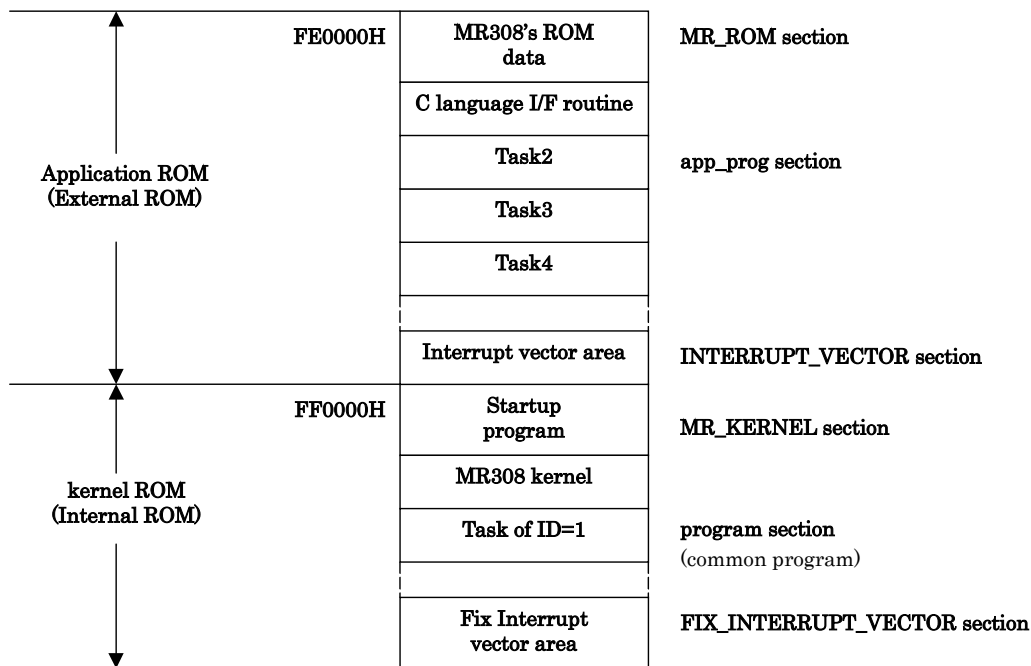 FE0000H
MR308's ROM
data
MR_ROM section
C language I/F routine
Application ROM
(External ROM)
Task2
app_prog section
Task3
Task4
Interrupt vector area
INTERRUPT_VECTOR section
FF0000H
Startup
program
MR_KERNEL section
kernel ROM
(Internal ROM)
MR308 kernel
Task of ID=1
program section
(common program)
Fix Interrupt
vector area
FIX_INTERRUPT_VECTOR section